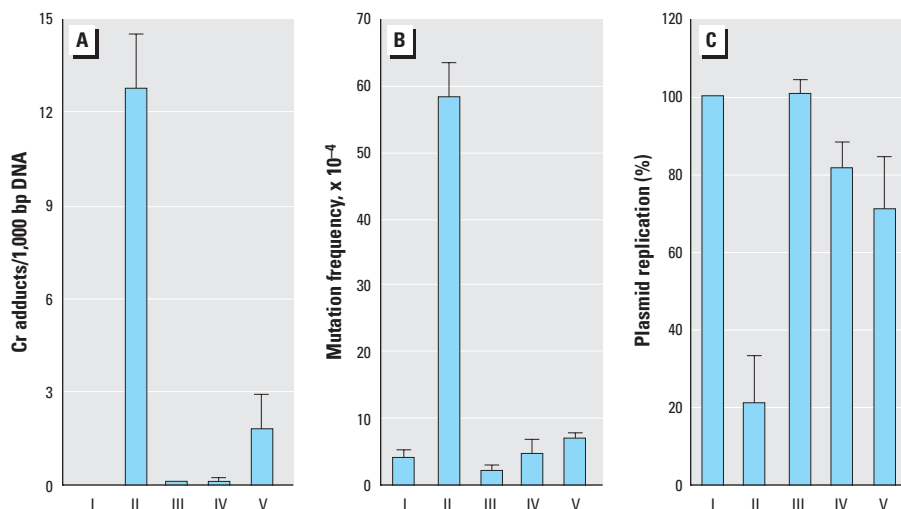 A
Cr adducts/1,000 bp DNA
15
12
9
6
3
0
I II III IV V
B
Mutation frequency, x 10⁻⁴
70
60
50
40
30
20
10
0
I II III IV V
C
Plasmid replication (%)
120
100
80
60
40
20
0
I II III IV V